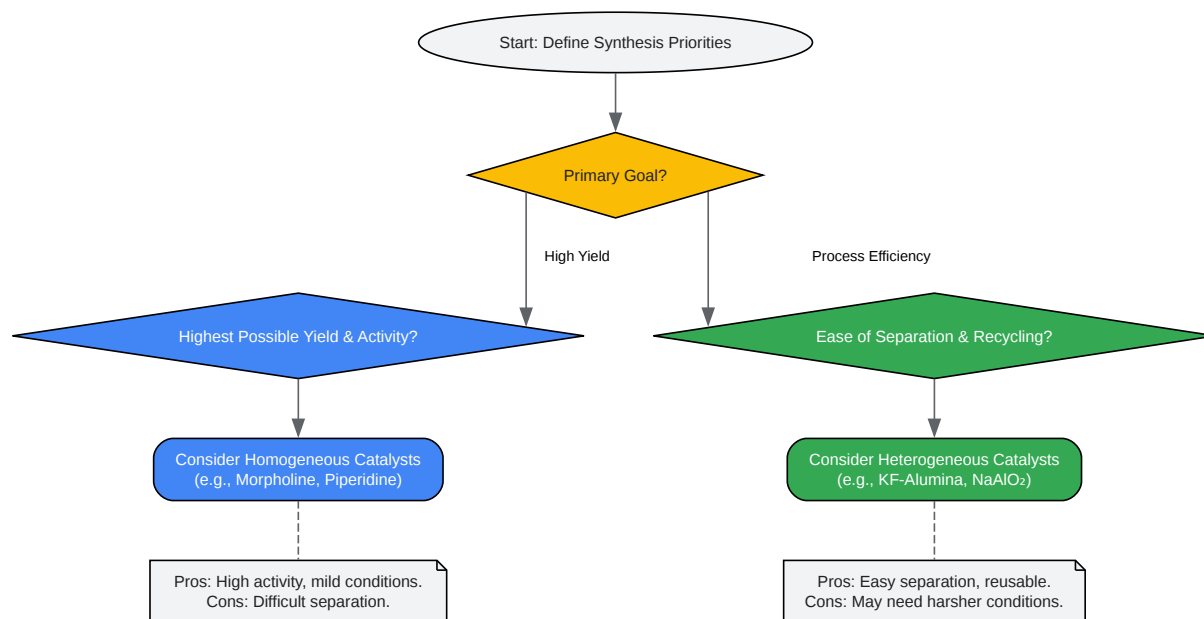 Start: Define Synthesis Priorities
Primary Goal?
High Yield
Process Efficiency
Highest Possible Yield & Activity?
Ease of Separation & Recycling?
Consider Homogeneous Catalysts
(e.g., Morpholine, Piperidine)
Consider Heterogeneous Catalysts
(e.g., KF-Alumina, NaAlO₂)
Pros: High activity, mild conditions.
Cons: Difficult separation.
Pros: Easy separation, reusable.
Cons: May need harsher conditions.